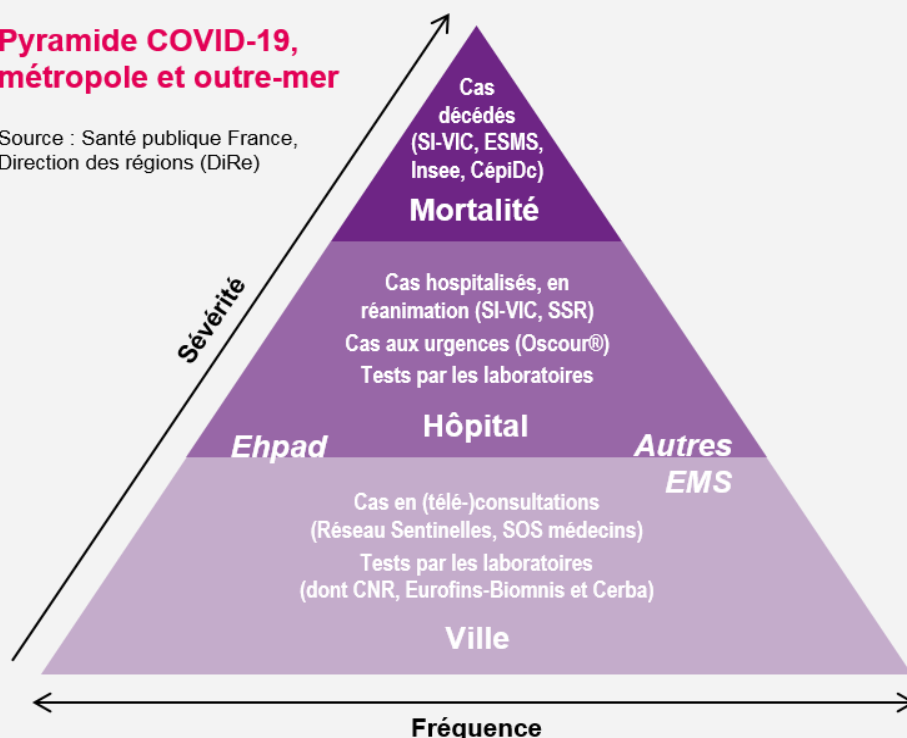 Pyramide COVID-19,
métropole et outre-mer
Source : Santé publique France,
Direction des régions (DiRe)
Sévérité
Cas
décédés
(SI-VIC, ESMS,
Insee, CépiDc)
Mortalité
Cas hospitalisés, en
réanimation (SI-VIC, SSR)
Cas aux urgences (Oscour®)
Tests par les laboratoires
Hôpital
Ehpad
Autres
EMS
Cas en (télé-)consultations
(Réseau Sentinelles, SOS médecins)
Tests par les laboratoires
(dont CNR, Eurofins-Biomnis et Cerba)
Ville
Fréquence